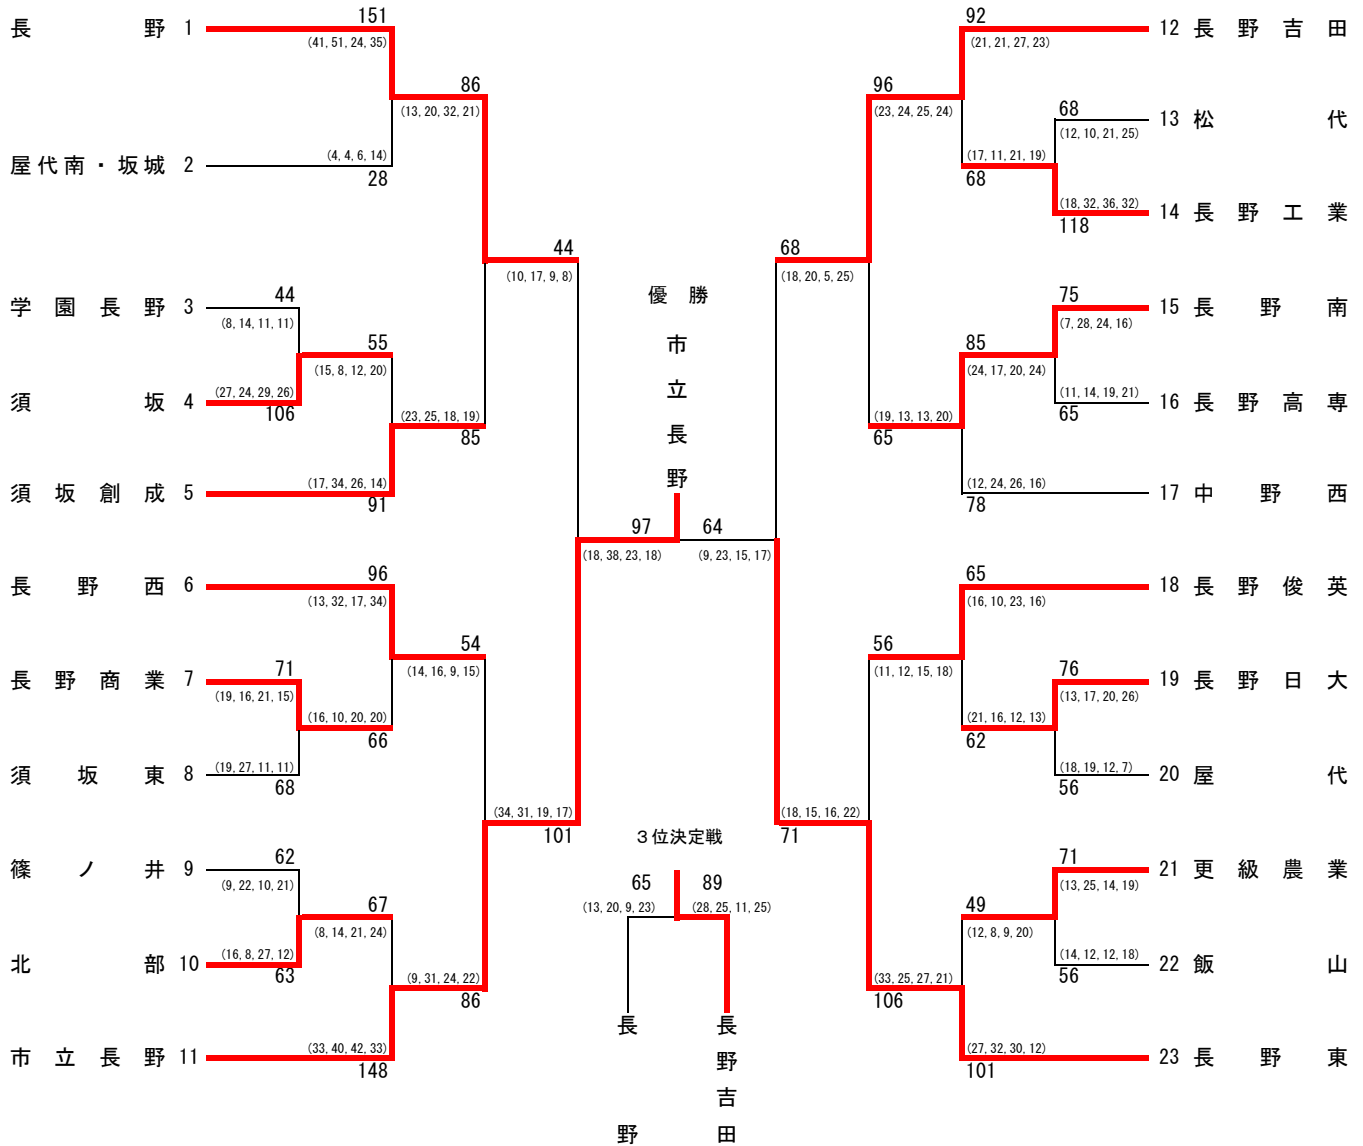 長野 1
151
(41, 51, 24, 35)
86
(13, 20, 32, 21)
屋代南・坂城 2
(4, 4, 6, 14)
28
44
(10, 17, 9, 8)
学園長野 3
44
(8, 14, 11, 11)
55
(15, 8, 12, 20)
須坂 4
(27, 24, 29, 26)
106
(23, 25, 18, 19)
85
須坂創成 5
(17, 34, 26, 14)
91
長野西 6
96
(13, 32, 17, 34)
54
(14, 16, 9, 15)
長野商業 7
71
(19, 16, 21, 15)
(16, 10, 20, 20)
66
須坂東 8
(19, 27, 11, 11)
68
(34, 31, 19, 17)
101
篠ノ井 9
62
(9, 22, 10, 21)
67
(8, 14, 21, 24)
北部 10
(16, 8, 27, 12)
63
(9, 31, 24, 22)
86
市立長野 11
(33, 40, 42, 33)
148
優勝
市立長野
97
(18, 38, 23, 18)
64
(9, 23, 15, 17)
3位決定戦
65
(13, 20, 9, 23)
89
(28, 25, 11, 25)
長野
長野吉田
92
(21, 21, 27, 23)
12 長野吉田
96
(23, 24, 25, 24)
68
(12, 10, 21, 25)
13 松代
(17, 11, 21, 19)
68
(18, 32, 36, 32)
118
14 長野工業
68
(18, 20, 5, 25)
75
(7, 28, 24, 16)
15 長野南
85
(24, 17, 20, 24)
(11, 14, 19, 21)
65
16 長野高専
(19, 13, 13, 20)
65
(12, 24, 26, 16)
78
17 中野西
65
(16, 10, 23, 16)
18 長野俊英
56
(11, 12, 15, 18)
76
(13, 17, 20, 26)
19 長野日大
(21, 16, 12, 13)
62
(18, 19, 12, 7)
56
20 屋代
(18, 15, 16, 22)
71
71
(13, 25, 14, 19)
21 更級農業
49
(12, 8, 9, 20)
(14, 12, 12, 18)
56
22 飯山
(33, 25, 27, 21)
106
(27, 32, 30, 12)
101
23 長野東